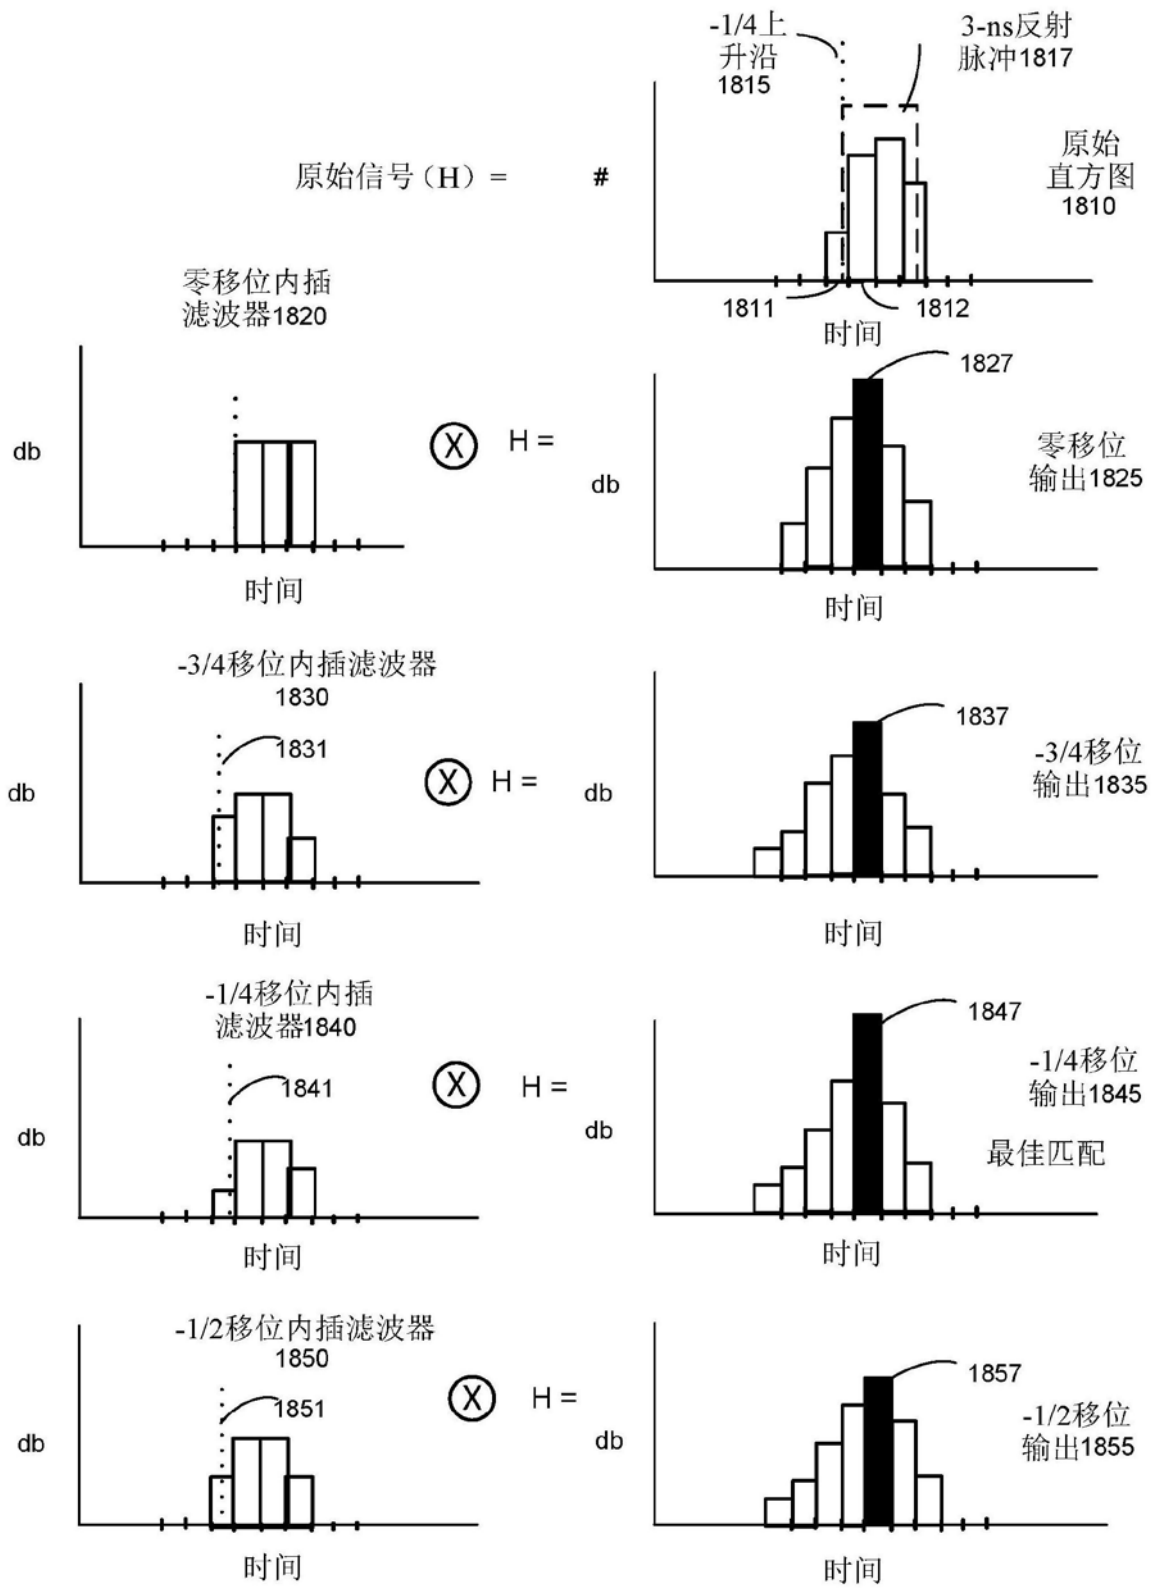 -1/4上
升沿
1815
3-ns反射
脉冲1817
原始信号（H）=
#
原始
直方图
1810
1811
1812
时间
零移位内插
滤波器1820
db
时间
X
H =
db
1827
零移位
输出1825
时间
-3/4移位内插滤波器
1830
1831
db
时间
X
H =
db
1837
-3/4移位
输出1835
时间
-1/4移位内插
滤波器1840
1841
db
时间
X
H =
db
1847
-1/4移位
输出1845
最佳匹配
时间
-1/2移位内插滤波器
1850
1851
db
时间
X
H =
db
1857
-1/2移位
输出1855
时间